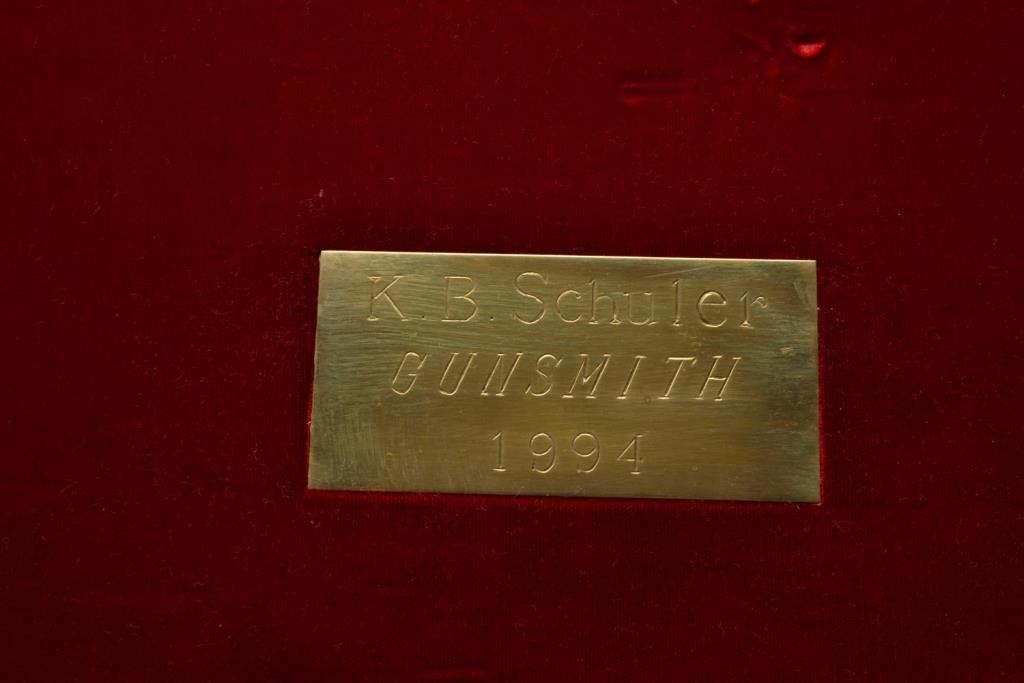 K. B. Schuler
GUNSMITH
1994